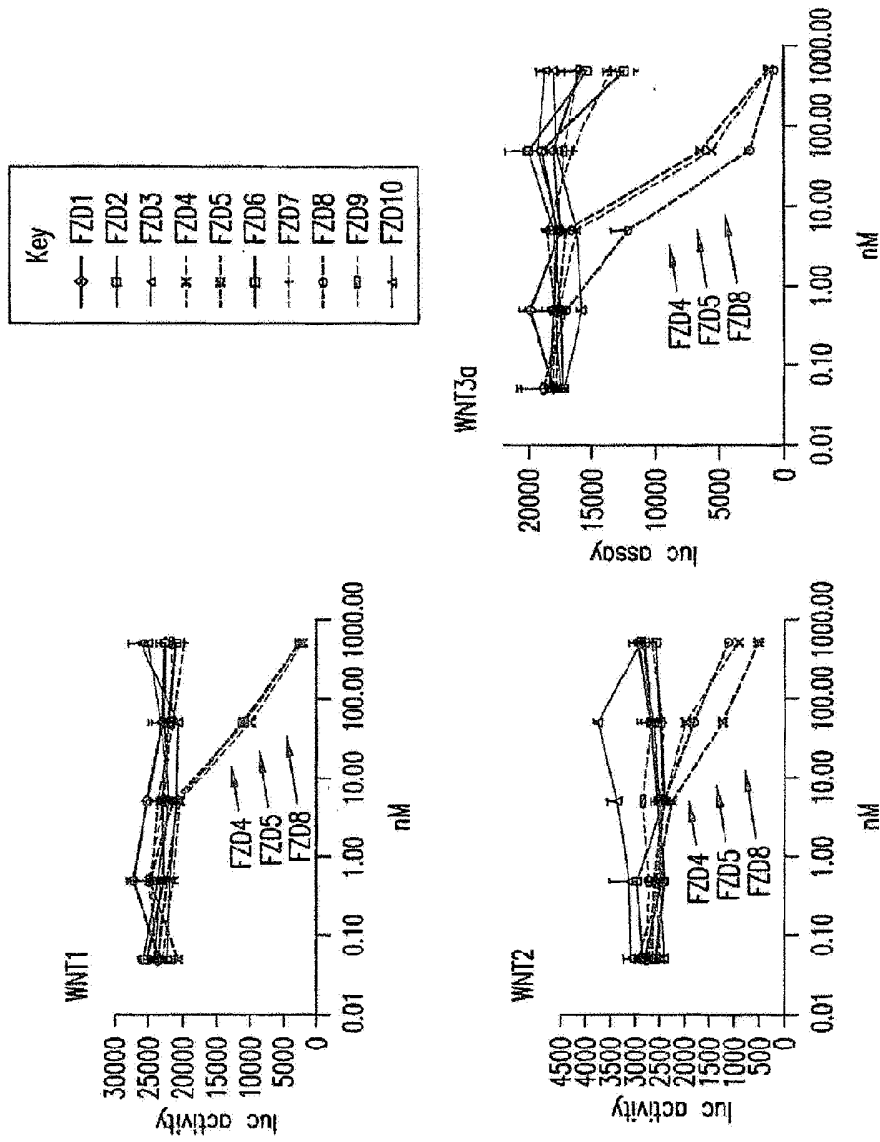 WNT1
30000
25000
20000
15000
10000
5000
0
luc activity
FZD4
FZD5
FZD8
0.01
0.10
1.00
10.00
100.00
1000.00
nM
Key
FZD1
FZD2
FZD3
FZD4
FZD5
FZD6
FZD7
FZD8
FZD9
FZD10
WNT2
4500
4000
3500
3000
2500
2000
1500
1000
500
0
luc activity
FZD4
FZD5
FZD8
0.01
0.10
1.00
10.00
100.00
1000.00
nM
WNT3a
20000
15000
10000
5000
0
luc assay
FZD4
FZD5
FZD8
0.01
0.10
1.00
10.00
100.00
1000.00
nM